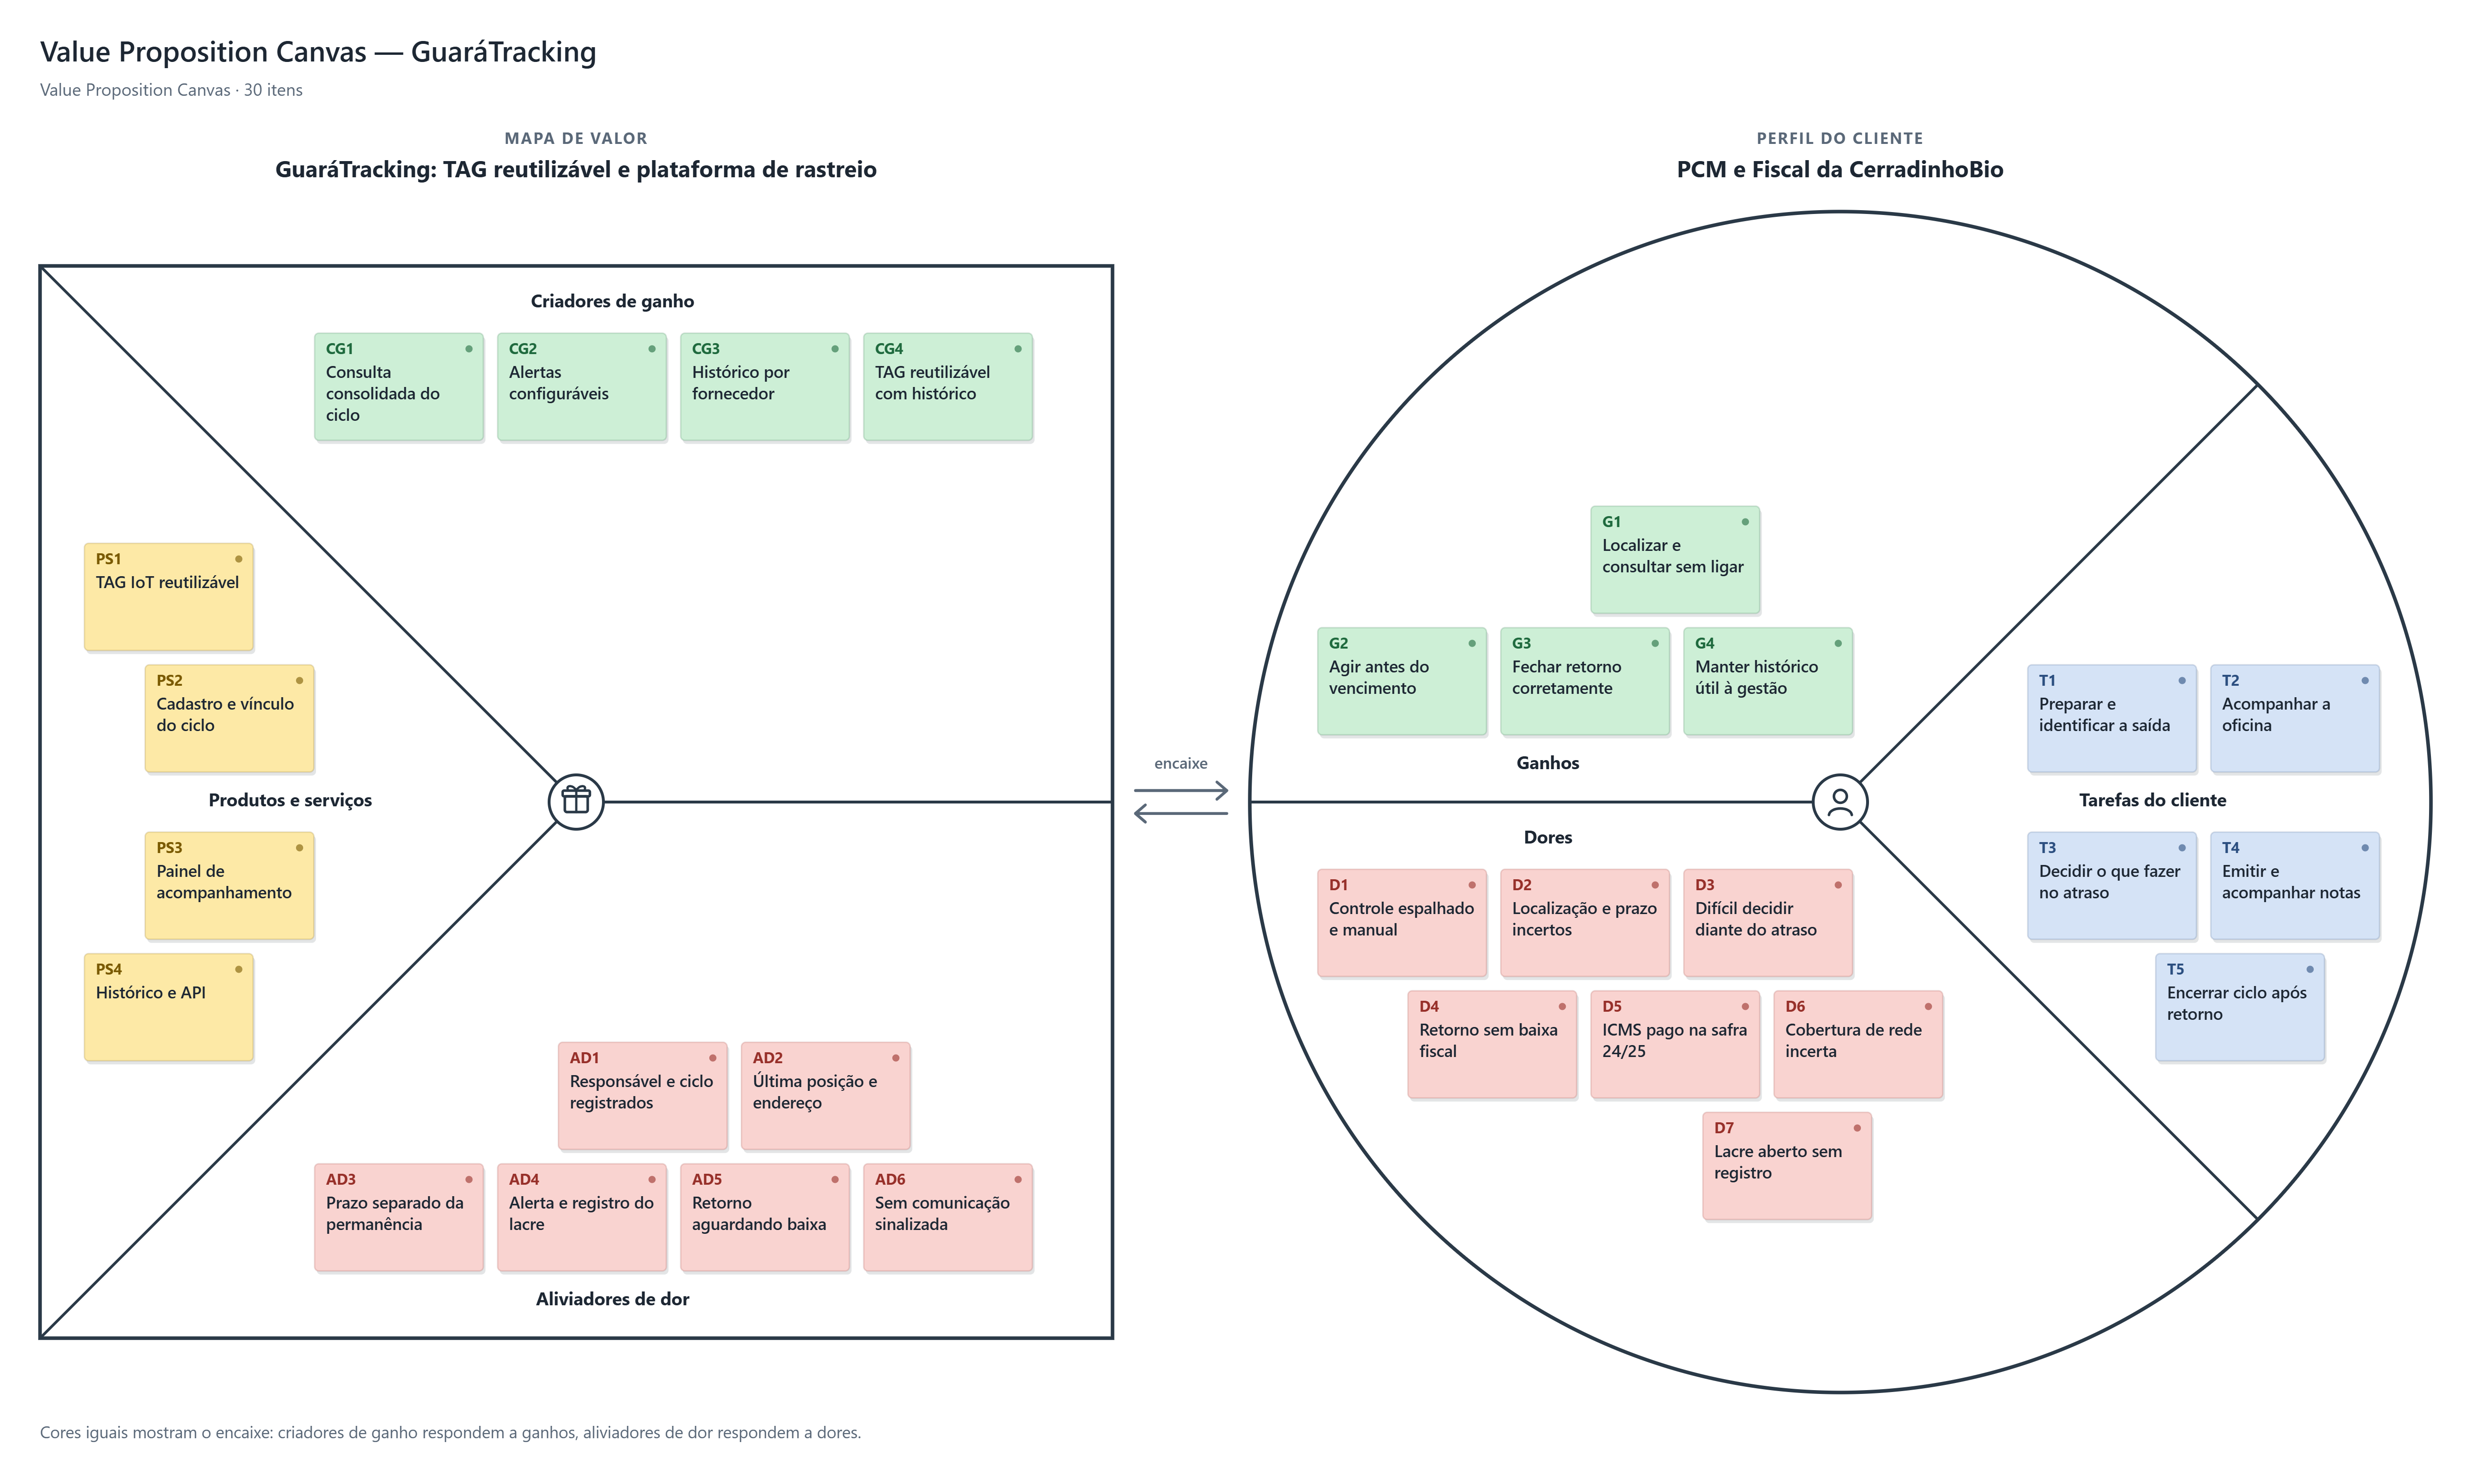 Value Proposition Canvas — GuaráTracking
Value Proposition Canvas · 30 itens
MAPA DE VALOR
GuaráTracking: TAG reutilizável e plataforma de rastreio
Criadores de ganho
CG1
Consulta
consolidada do
ciclo
CG2
Alertas
configuráveis
CG3
Histórico por
fornecedor
CG4
TAG reutilizável
com histórico
PS1
TAG IoT reutilizável
PS2
Cadastro e vínculo
do ciclo
Produtos e serviços
PS3
Painel de
acompanhamento
PS4
Histórico e API
AD1
Responsável e ciclo
registrados
AD2
Última posição e
endereço
AD3
Prazo separado da
permanência
AD4
Alerta e registro do
lacre
AD5
Retorno
aguardando baixa
AD6
Sem comunicação
sinalizada
Aliviadores de dor
encaixe
PERFIL DO CLIENTE
PCM e Fiscal da CerradinhoBio
G1
Localizar e
consultar sem ligar
G2
Agir antes do
vencimento
G3
Fechar retorno
corretamente
G4
Manter histórico
útil à gestão
Ganhos
Dores
D1
Controle espalhado
e manual
D2
Localização e prazo
incertos
D3
Difícil decidir
diante do atraso
D4
Retorno sem baixa
fiscal
D5
ICMS pago na safra
24/25
D6
Cobertura de rede
incerta
D7
Lacre aberto sem
registro
T1
Preparar e
identificar a saída
T2
Acompanhar a
oficina
Tarefas do cliente
T3
Decidir o que fazer
no atraso
T4
Emitir e
acompanhar notas
T5
Encerrar ciclo após
retorno
Cores iguais mostram o encaixe: criadores de ganho respondem a ganhos, aliviadores de dor respondem a dores.